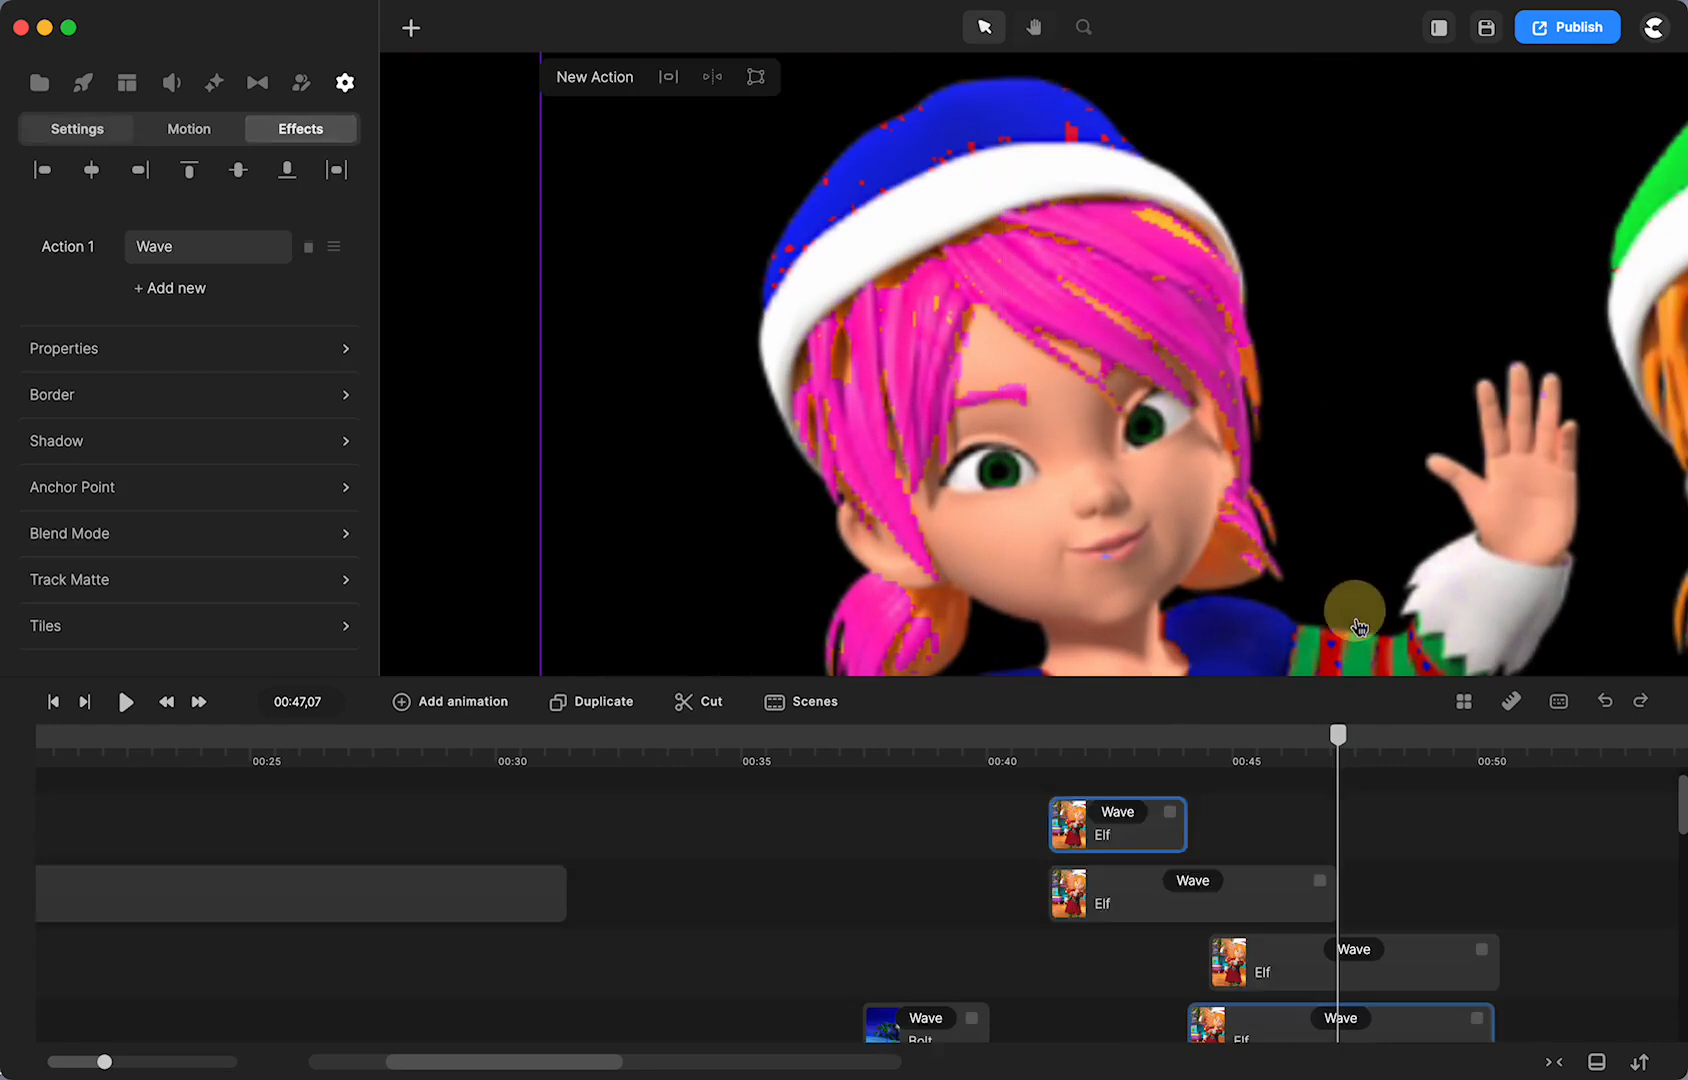 Publish
New Action
Settings Motion Effects
Action 1 Wave
+ Add new
Properties
Border
Shadow
Anchor Point
Blend Mode
Track Matte
Tiles
00:47,07 Add animation Duplicate Cut Scenes
00:25 00:30 00:35 00:40 00:45 00:50
Wave
Elf
Wave
Elf
Wave
Elf
Wave
Bolt
Wave
Elf